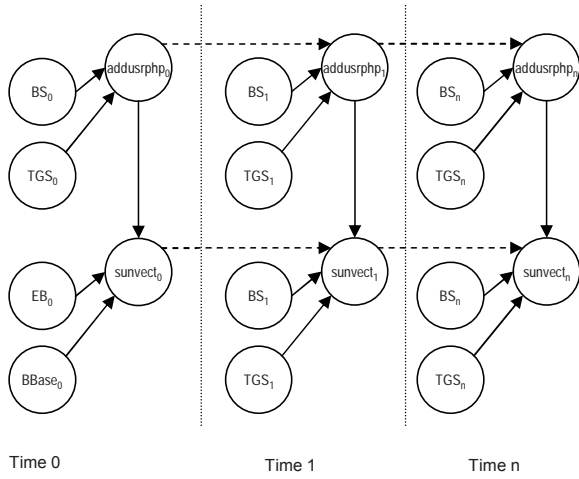 addusrphp0 addusrphp1 addusrphpn
BS0 BS1 BSn
TGS0 TGS1 TGSn
sunvect0 sunvect1 sunvectn
EB0 BS1 BSn
BBase0 TGS1 TGSn
Time 0 Time 1 Time n